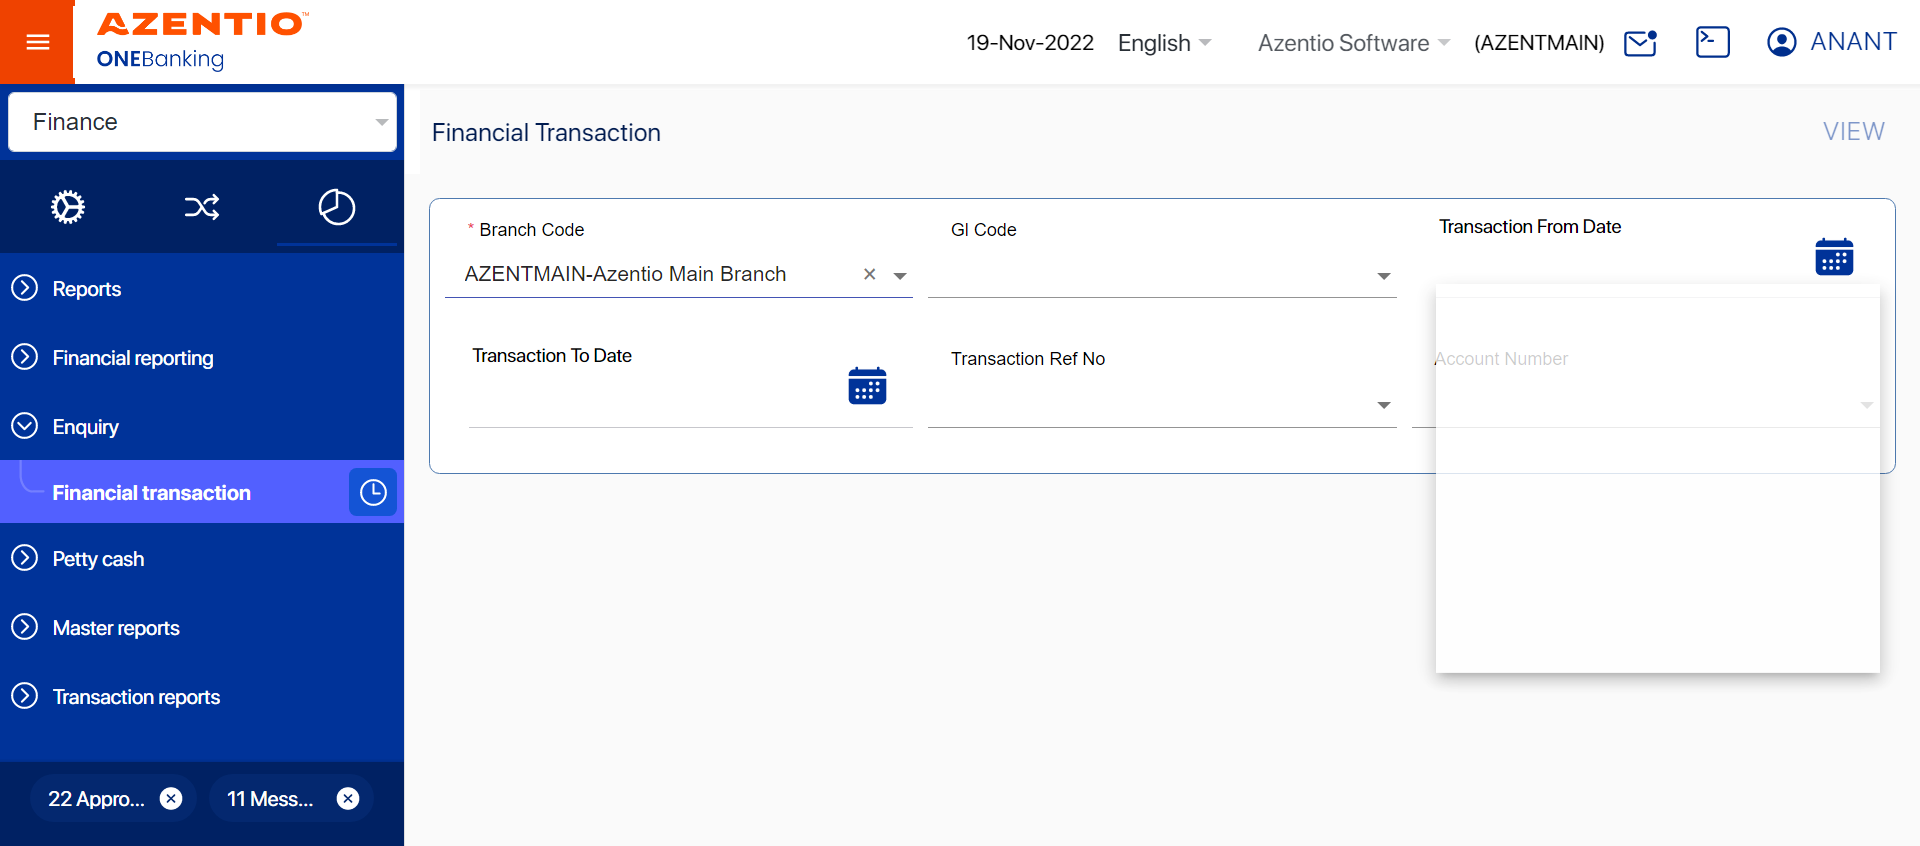 AZENTIO™
ONEBanking
19-Nov-2022 English Azentio Software (AZENTMAIN) ANANT
Finance
Reports
Financial reporting
Enquiry
Financial transaction
Petty cash
Master reports
Transaction reports
22 Appro...
11 Mess...
Financial Transaction
VIEW
* Branch Code
AZENTMAIN-Azentio Main Branch
Gl Code
Transaction From Date
Transaction To Date
Transaction Ref No
Account Number